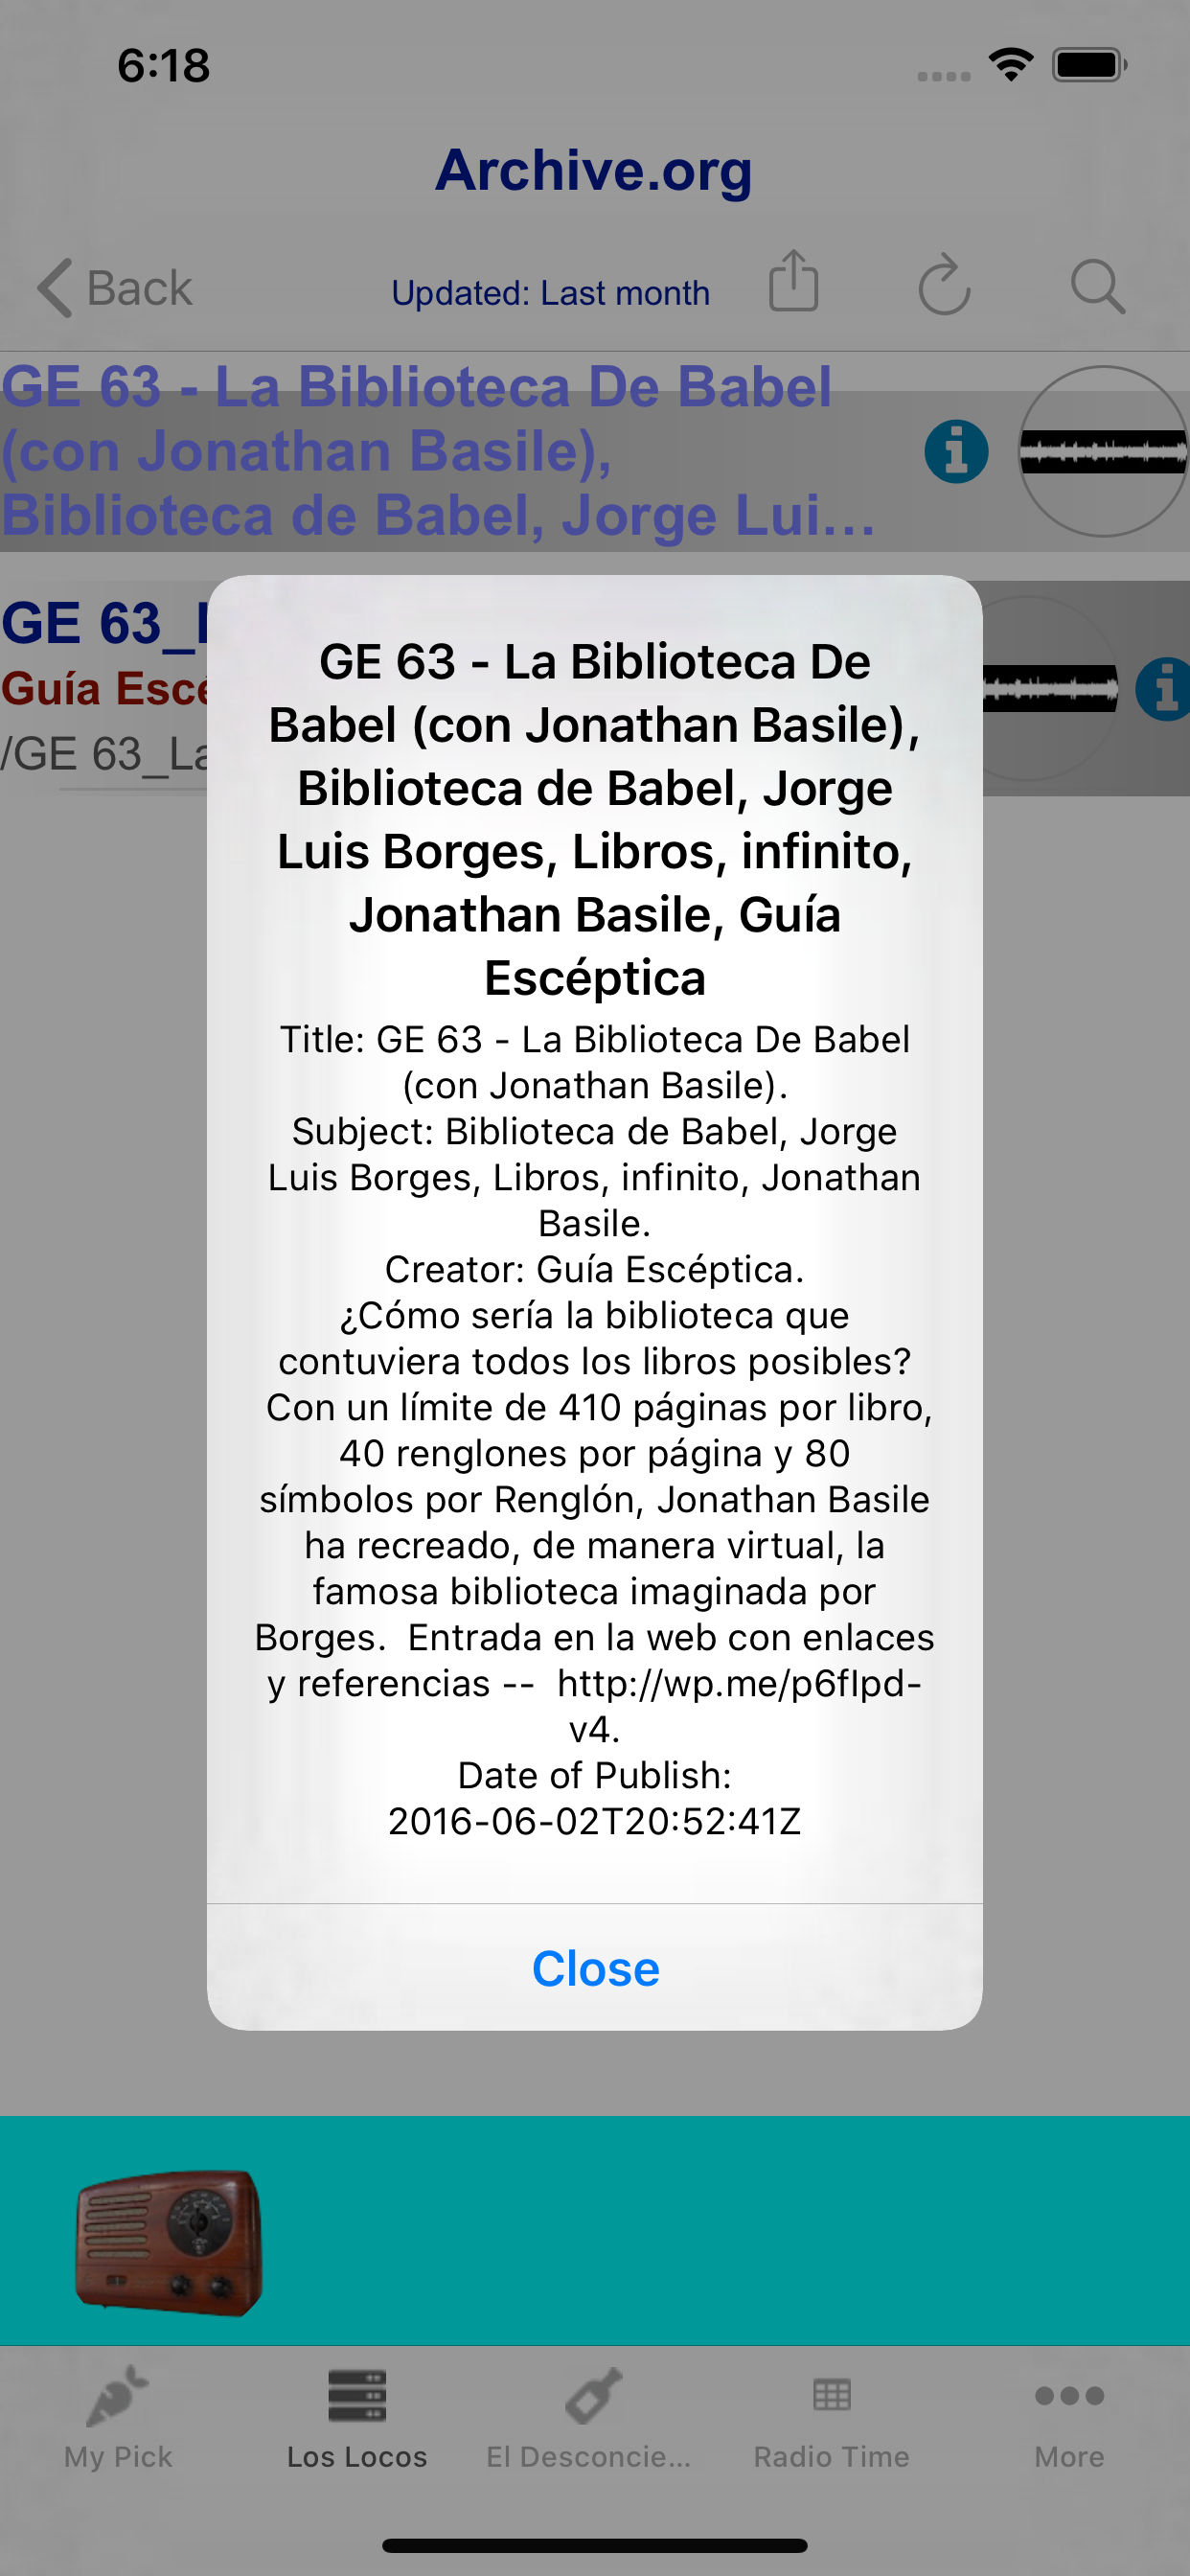 6:18
Archive.org
Back
Updated: Last month
GE 63 - La Biblioteca De Babel
(con Jonathan Basile),
Biblioteca de Babel, Jorge Lui...
GE 63_
Guía Escé
/GE 63_La
GE 63 - La Biblioteca De
Babel (con Jonathan Basile),
Biblioteca de Babel, Jorge
Luis Borges, Libros, infinito,
Jonathan Basile, Guía
Escéptica
Title: GE 63 - La Biblioteca De Babel
(con Jonathan Basile).
Subject: Biblioteca de Babel, Jorge
Luis Borges, Libros, infinito, Jonathan
Basile.
Creator: Guía Escéptica.
¿Cómo sería la biblioteca que
contuviera todos los libros posibles?
Con un límite de 410 páginas por libro,
40 renglones por página y 80
símbolos por Renglón, Jonathan Basile
ha recreado, de manera virtual, la
famosa biblioteca imaginada por
Borges.  Entrada en la web con enlaces
y referencias --  http://wp.me/p6fIpd-
v4.
Date of Publish:
2016-06-02T20:52:41Z
Close
My Pick
Los Locos
El Desconcie...
Radio Time
More